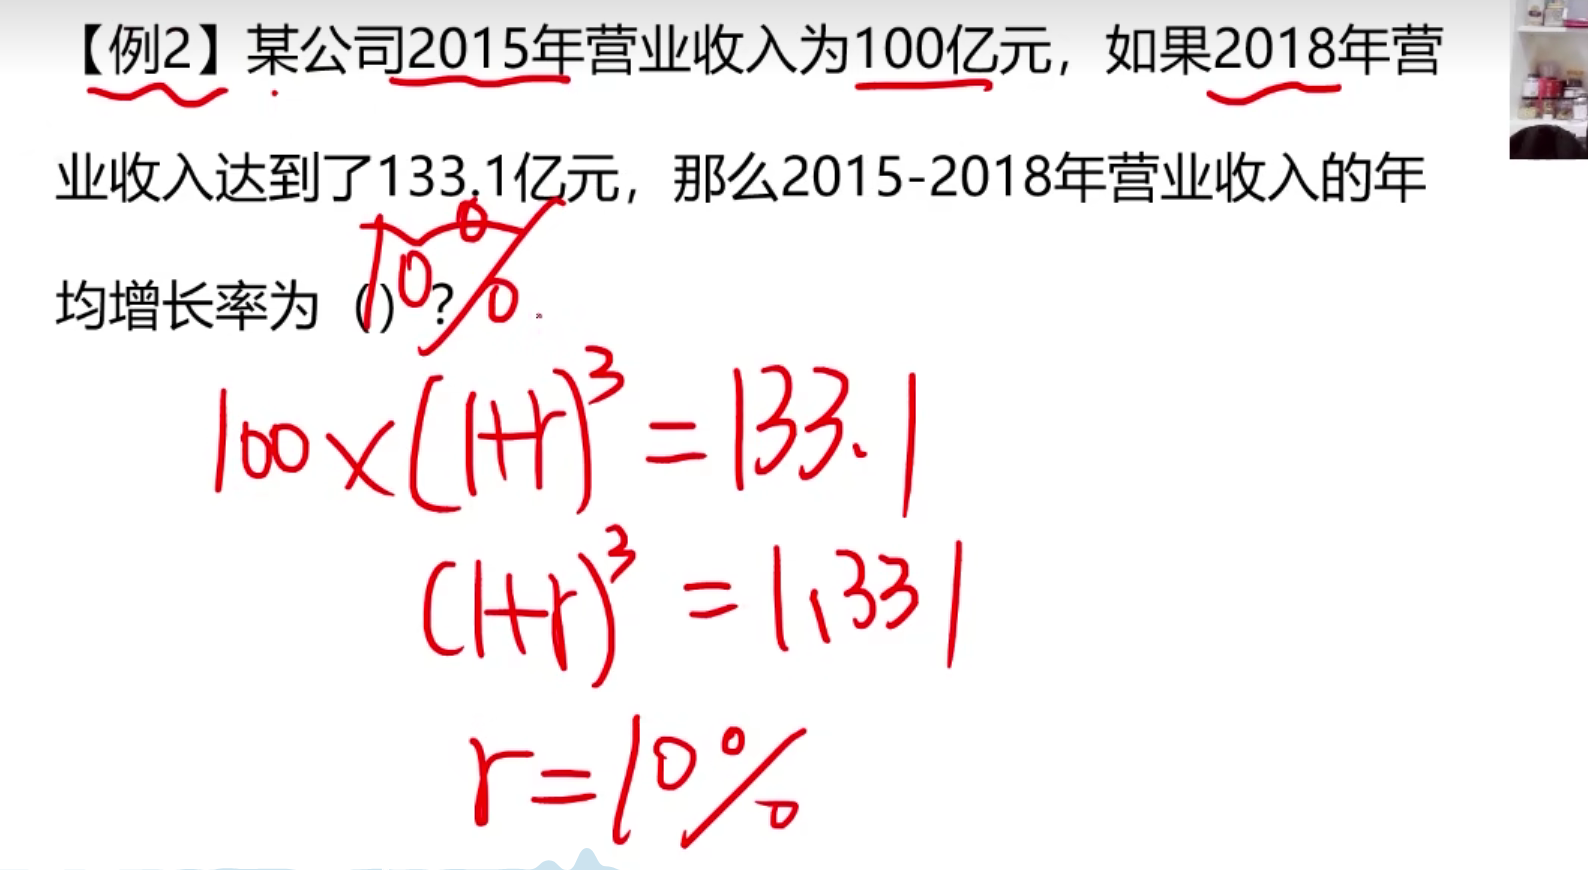 【例2】某公司2015年营业收入为100亿元，如果2018年营
业收入达到了133.1亿元，那么2015-2018年营业收入的年
均增长率为（）？
10%
100×(1+r)³=133.1
(1+r)³=1.331
r=10%